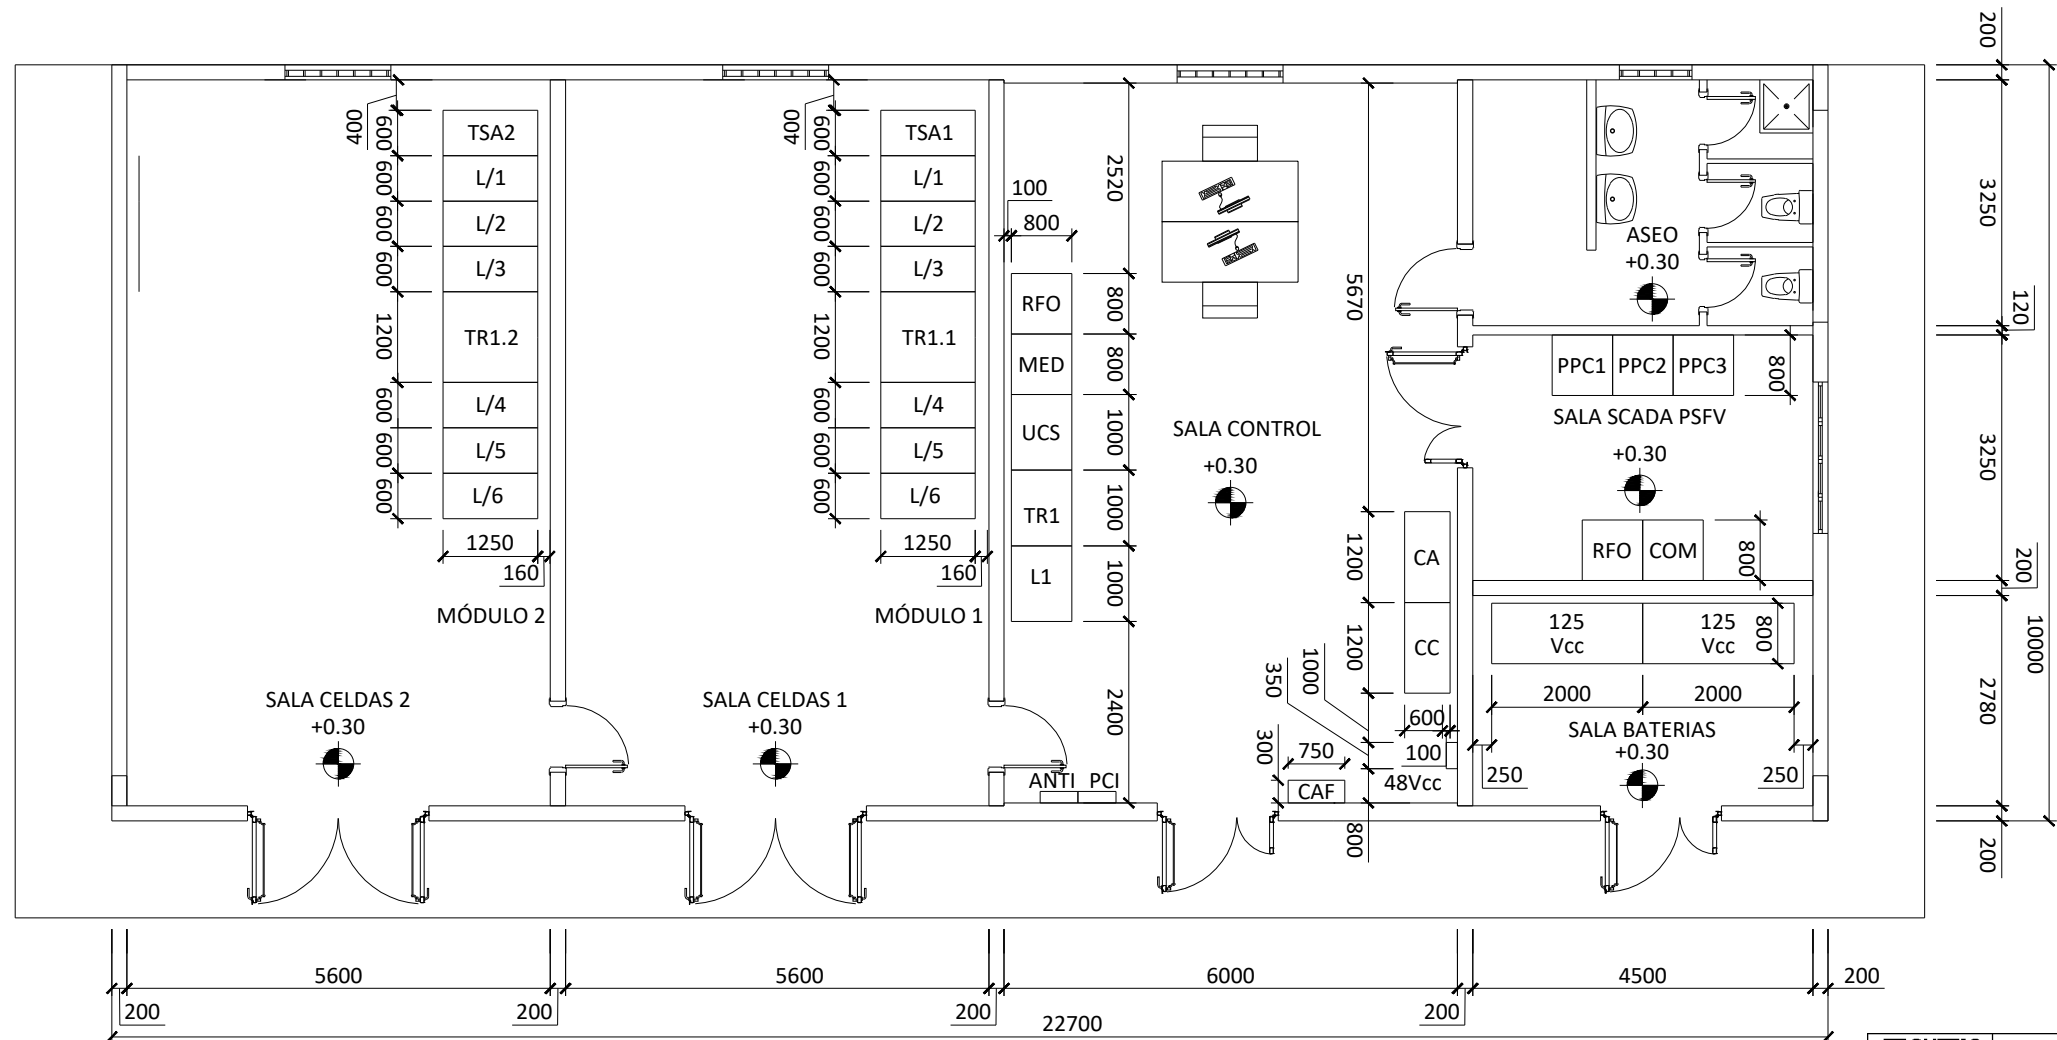 200
400
600
TSA2
400
600
TSA1
600
L/1
600
L/1
100
2520
600
L/2
600
L/2
800
3250
600
L/3
600
L/3
ASEO
+0.30
5670
1200
TR1.2
1200
TR1.1
RFO
800
120
MED
800
PPC1
PPC2
PPC3
800
600
L/4
600
L/4
SALA SCADA PSFV
+0.30
UCS
1000
SALA CONTROL
+0.30
3250
600
L/5
600
L/5
600
L/6
600
L/6
TR1
1000
1250
160
1250
160
CA
1200
RFO
COM
800
200
L1
1000
MÓDULO 2
MÓDULO 1
CC
1200
125
Vcc
125
Vcc
800
10000
1000
350
2000
2000
2780
SALA CELDAS 2
+0.30
SALA CELDAS 1
+0.30
2400
600
SALA BATERIAS
+0.30
300
750
100
250
250
ANTI
PCI
CAF
48Vcc
800
200
5600
5600
6000
4500
200
200
200
200
200
22700